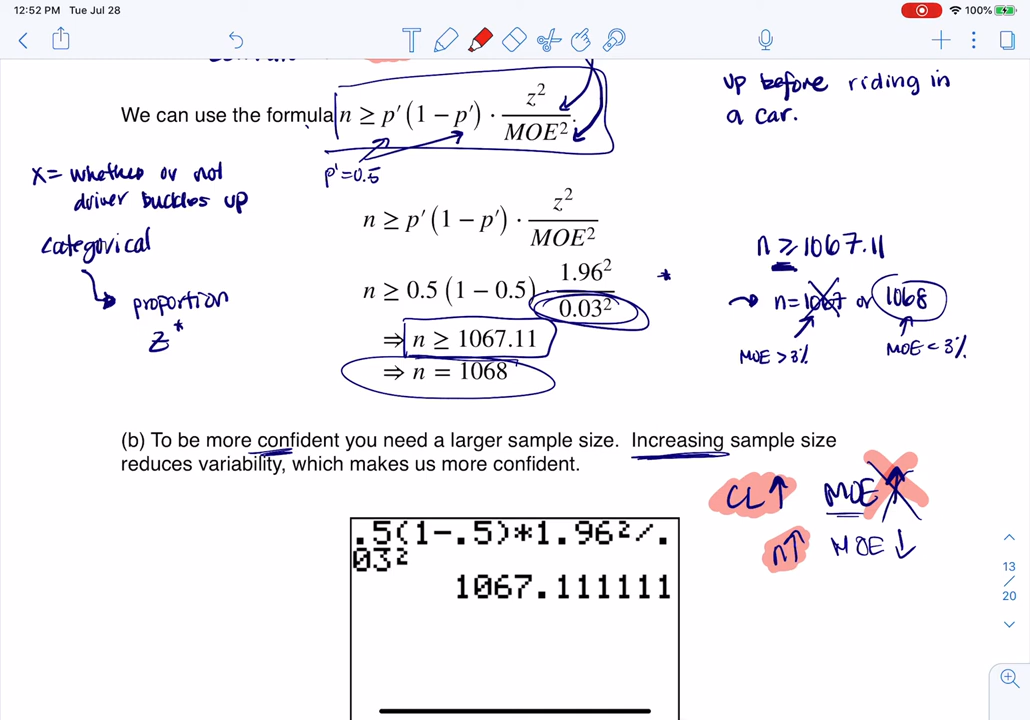 12:52 PM Tue Jul 28
100%
up before riding in
a car.
We can use the formula n ≥ p′ (1 − p′) · z² / MOE².
p'=0.5
X = whether or not
driver buckles up
categorical
proportion
z*
n ≥ p′ (1 − p′) · z² / MOE²
n ≥ 0.5 (1 − 0.5) · 1.96² / 0.03²
*
⇒ n ≥ 1067.11
⇒ n = 1068
n ≥ 1067.11
→ n = 1067 or 1068
MOE > 3%
MOE < 3%
(b) To be more confident you need a larger sample size. Increasing sample size
reduces variability, which makes us more confident.
CL ↑ MOE ↑
n ↑ MOE ↓
.5(1-.5)*1.96²/.
03²
1067.111111
13
/
20